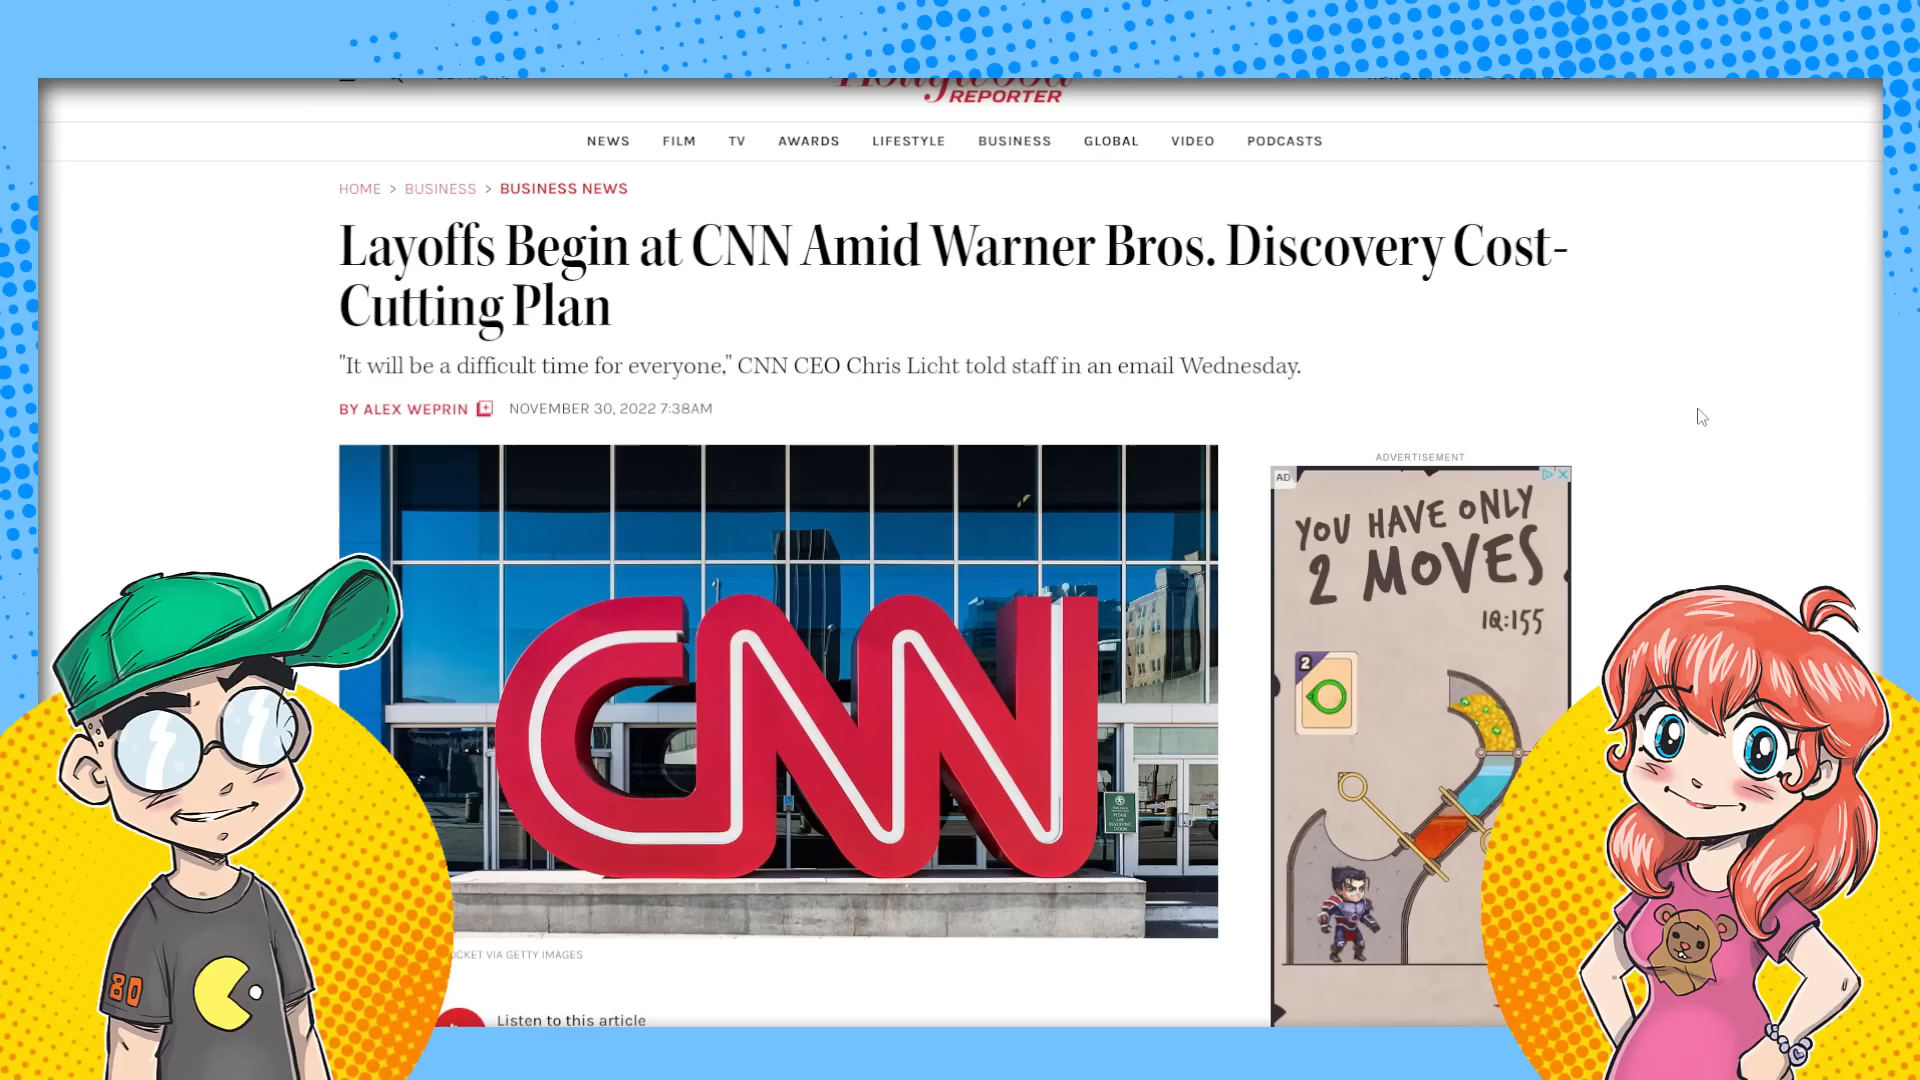 REPORTER
NEWS FILM TV AWARDS LIFESTYLE BUSINESS GLOBAL VIDEO PODCASTS
HOME > BUSINESS > BUSINESS NEWS
Layoffs Begin at CNN Amid Warner Bros. Discovery Cost-
Cutting Plan
"It will be a difficult time for everyone," CNN CEO Chris Licht told staff in an email Wednesday.
BY ALEX WEPRIN NOVEMBER 30, 2022 7:38AM
ADVERTISEMENT
AD
YOU HAVE ONLY
2 MOVES
IQ:155
2
CNN
80
VIA GETTY IMAGES
Listen to this article